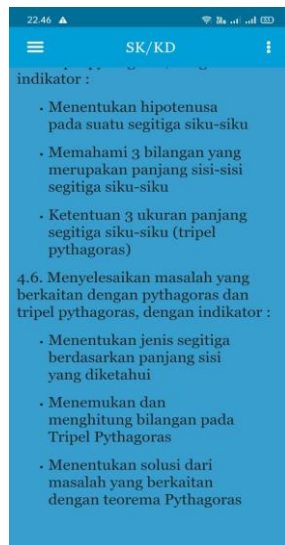 22.46
SK/KD
indikator :
• Menentukan hipotenusa
pada suatu segitiga siku-siku
• Memahami 3 bilangan yang
merupakan panjang sisi-sisi
segitiga siku-siku
• Ketentuan 3 ukuran panjang
segitiga siku-siku (tripel
pythagoras)
4.6. Menyelesaikan masalah yang
berkaitan dengan pythagoras dan
tripel pythagoras, dengan indikator :
• Menentukan jenis segitiga
berdasarkan panjang sisi
yang diketahui
• Menemukan dan
menghitung bilangan pada
Tripel Pythagoras
• Menentukan solusi dari
masalah yang berkaitan
dengan teorema Pythagoras